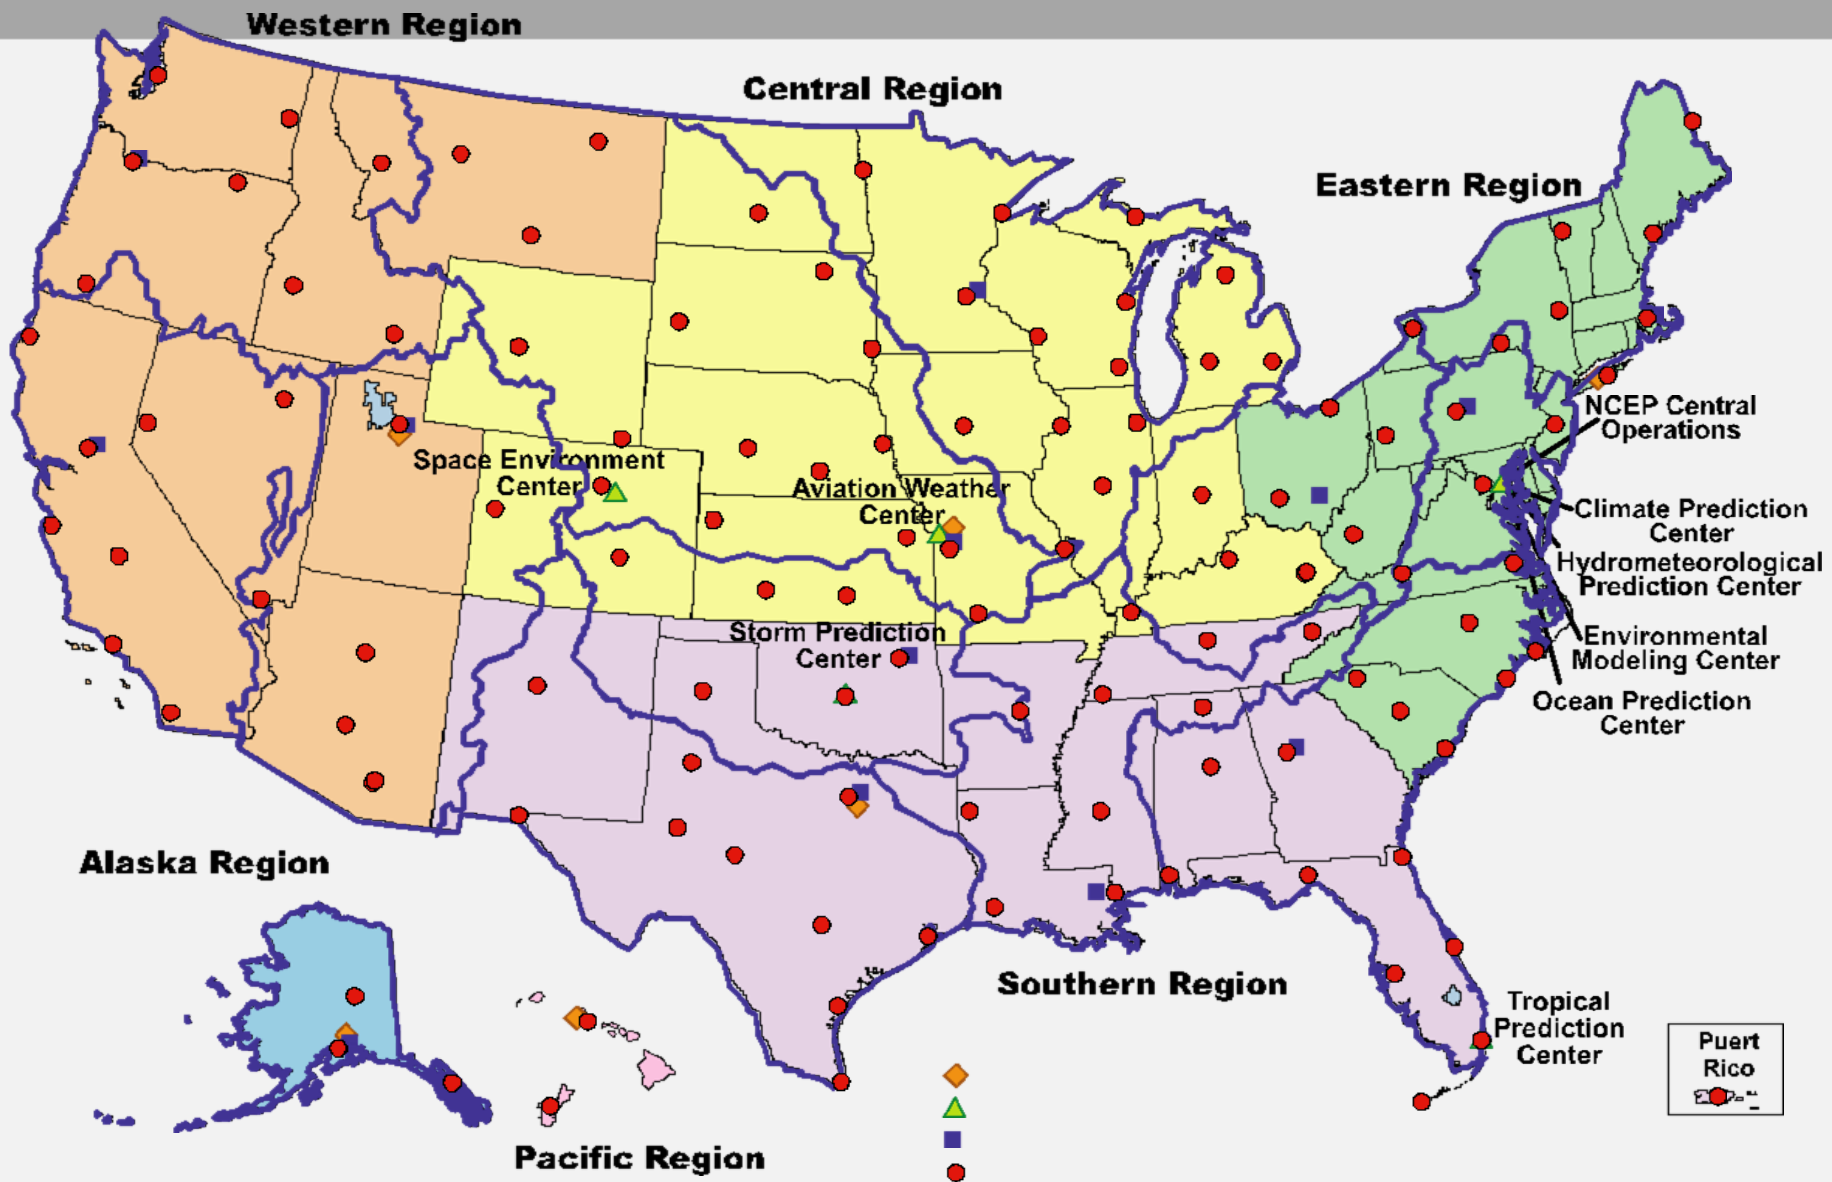 Western Region
Central Region
Eastern Region
NCEP Central
Operations
Space Environment
Center
Aviation Weather
Center
Climate Prediction
Center
Hydrometeorological
Prediction Center
Storm Prediction
Center
Environmental
Modeling Center
Ocean Prediction
Center
Alaska Region
Southern Region
Tropical
Prediction
Center
Puert
Rico
Pacific Region